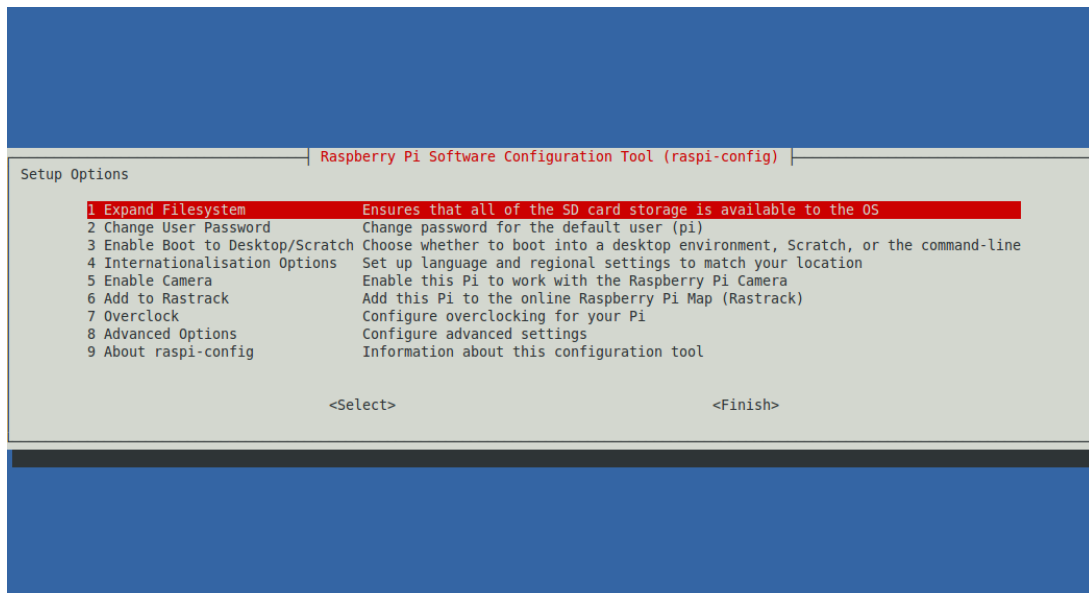 Raspberry Pi Software Configuration Tool (raspi-config)
Setup Options
1 Expand Filesystem Ensures that all of the SD card storage is available to the OS
2 Change User Password Change password for the default user (pi)
3 Enable Boot to Desktop/Scratch Choose whether to boot into a desktop environment, Scratch, or the command-line
4 Internationalisation Options Set up language and regional settings to match your location
5 Enable Camera Enable this Pi to work with the Raspberry Pi Camera
6 Add to Rastrack Add this Pi to the online Raspberry Pi Map (Rastrack)
7 Overclock Configure overclocking for your Pi
8 Advanced Options Configure advanced settings
9 About raspi-config Information about this configuration tool
<Select> <Finish>